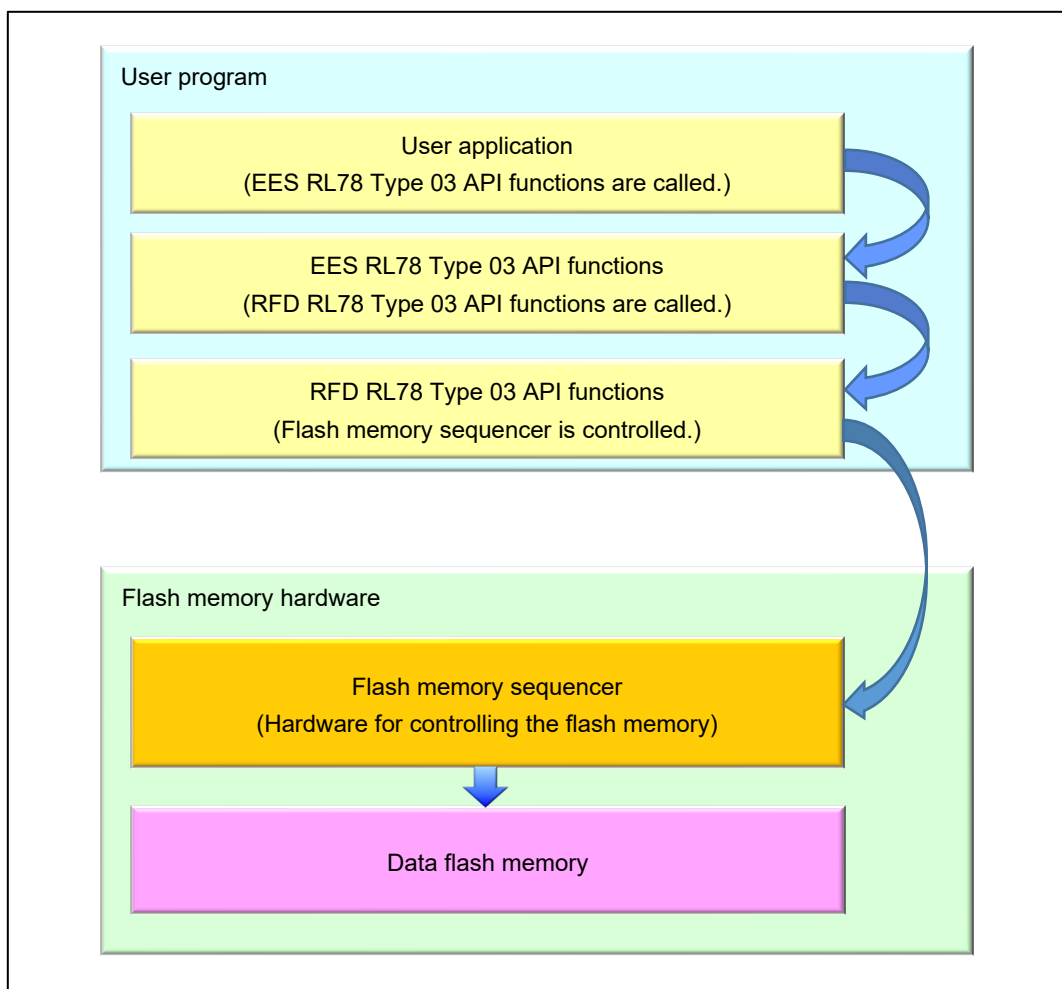 User program
User application
(EES RL78 Type 03 API functions are called.)
EES RL78 Type 03 API functions
(RFD RL78 Type 03 API functions are called.)
RFD RL78 Type 03 API functions
(Flash memory sequencer is controlled.)
Flash memory hardware
Flash memory sequencer
(Hardware for controlling the flash memory)
Data flash memory